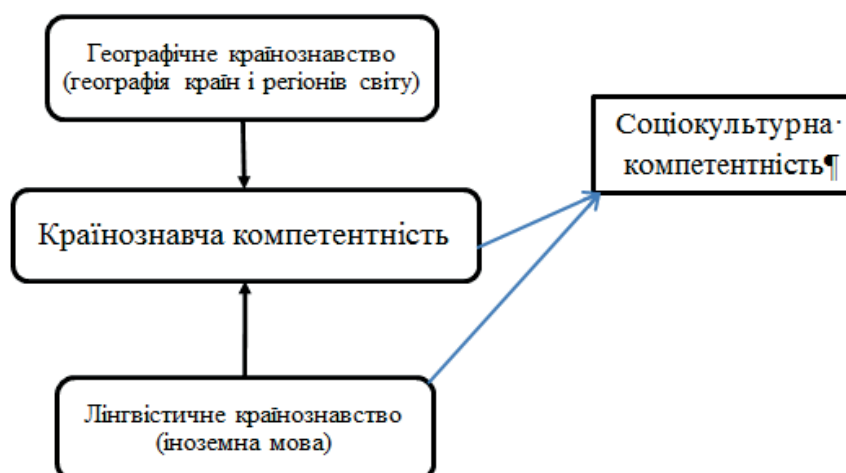 Географічне країнознавство
(географія країн і регіонів світу)
Соціокультурна·
компетентність¶
Країнознавча компетентність
Лінгвістичне країнознавство
(іноземна мова)